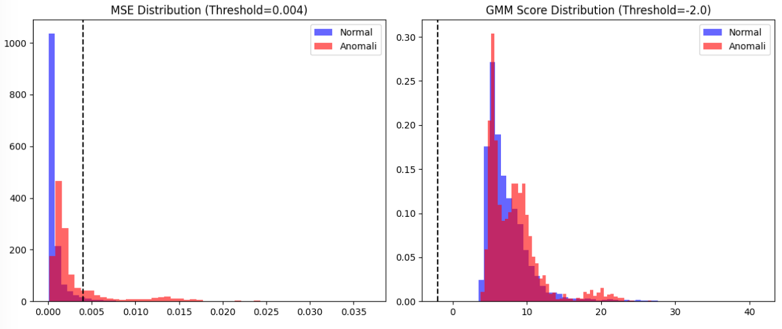 MSE Distribution (Threshold=0.004)
Normal
Anomali
1000
800
600
400
200
0
0.000 0.005 0.010 0.015 0.020 0.025 0.030 0.035
GMM Score Distribution (Threshold=-2.0)
Normal
Anomali
0.30
0.25
0.20
0.15
0.10
0.05
0.00
0 10 20 30 40